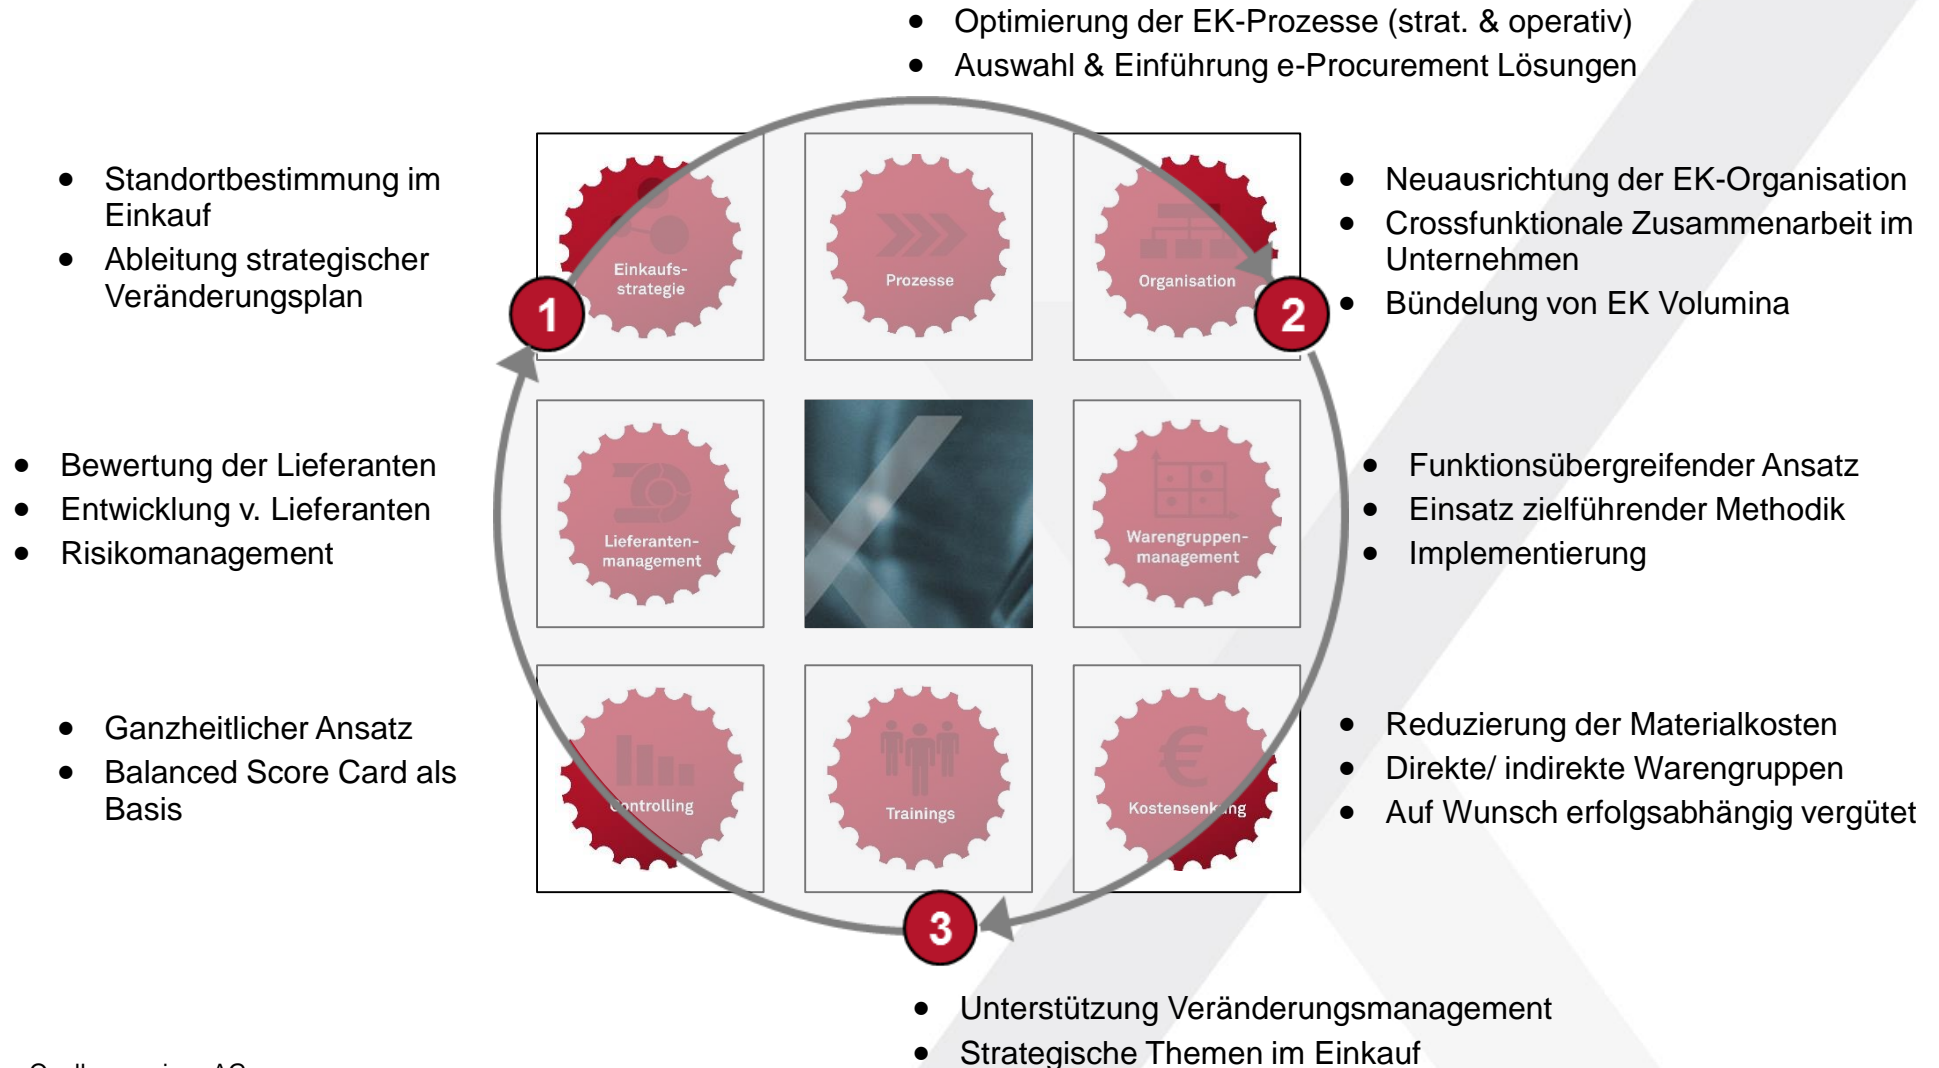 Optimierung der EK-Prozesse (strat. & operativ)
Auswahl & Einführung e-Procurement Lösungen
Standortbestimmung im
Einkauf
Ableitung strategischer
Veränderungsplan
Einkaufs-
strategie
Prozesse
Organisation
1
2
Neuausrichtung der EK-Organisation
Crossfunktionale Zusammenarbeit im
Unternehmen
Bündelung von EK Volumina
Bewertung der Lieferanten
Entwicklung v. Lieferanten
Risikomanagement
Lieferanten-
management
Warengruppen-
management
Funktionsübergreifender Ansatz
Einsatz zielführender Methodik
Implementierung
Ganzheitlicher Ansatz
Balanced Score Card als
Basis
Controlling
Trainings
€
Kostensenkung
Reduzierung der Materialkosten
Direkte/ indirekte Warengruppen
Auf Wunsch erfolgsabhängig vergütet
3
Unterstützung Veränderungsmanagement
Strategische Themen im Einkauf